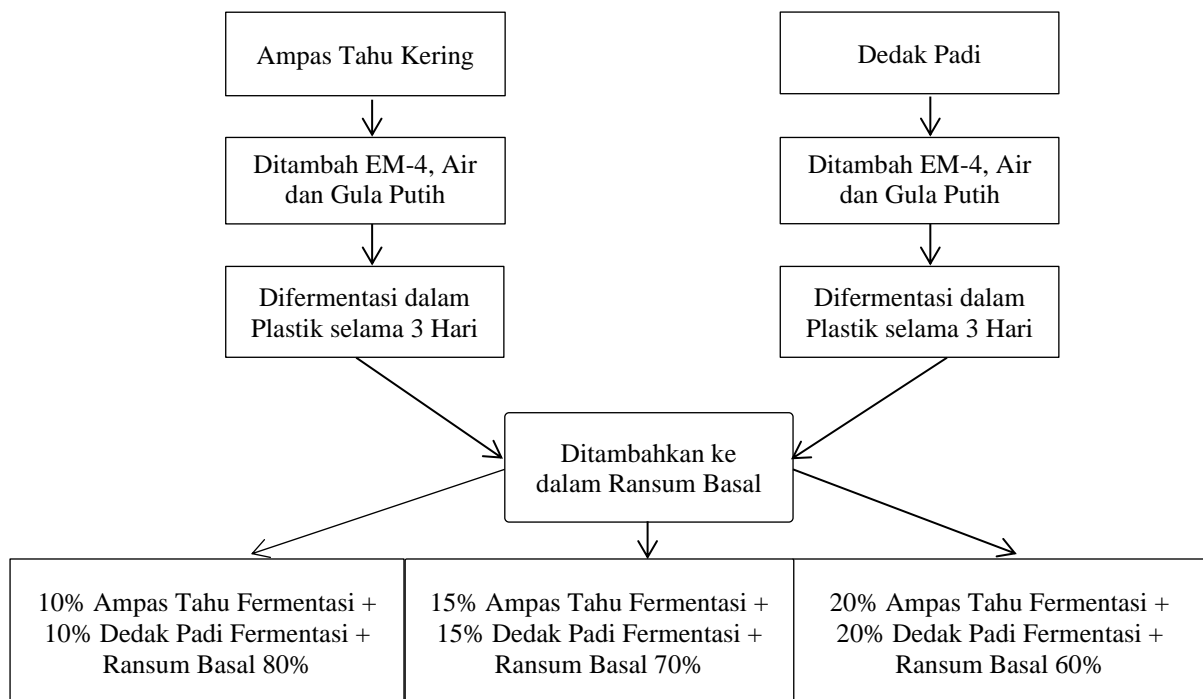 Ampas Tahu Kering
Dedak Padi
Ditambah EM-4, Air
dan Gula Putih
Ditambah EM-4, Air
dan Gula Putih
Difermentasi dalam
Plastik selama 3 Hari
Difermentasi dalam
Plastik selama 3 Hari
Ditambahkan ke
dalam Ransum Basal
10% Ampas Tahu Fermentasi +
10% Dedak Padi Fermentasi +
Ransum Basal 80%
15% Ampas Tahu Fermentasi +
15% Dedak Padi Fermentasi +
Ransum Basal 70%
20% Ampas Tahu Fermentasi +
20% Dedak Padi Fermentasi +
Ransum Basal 60%